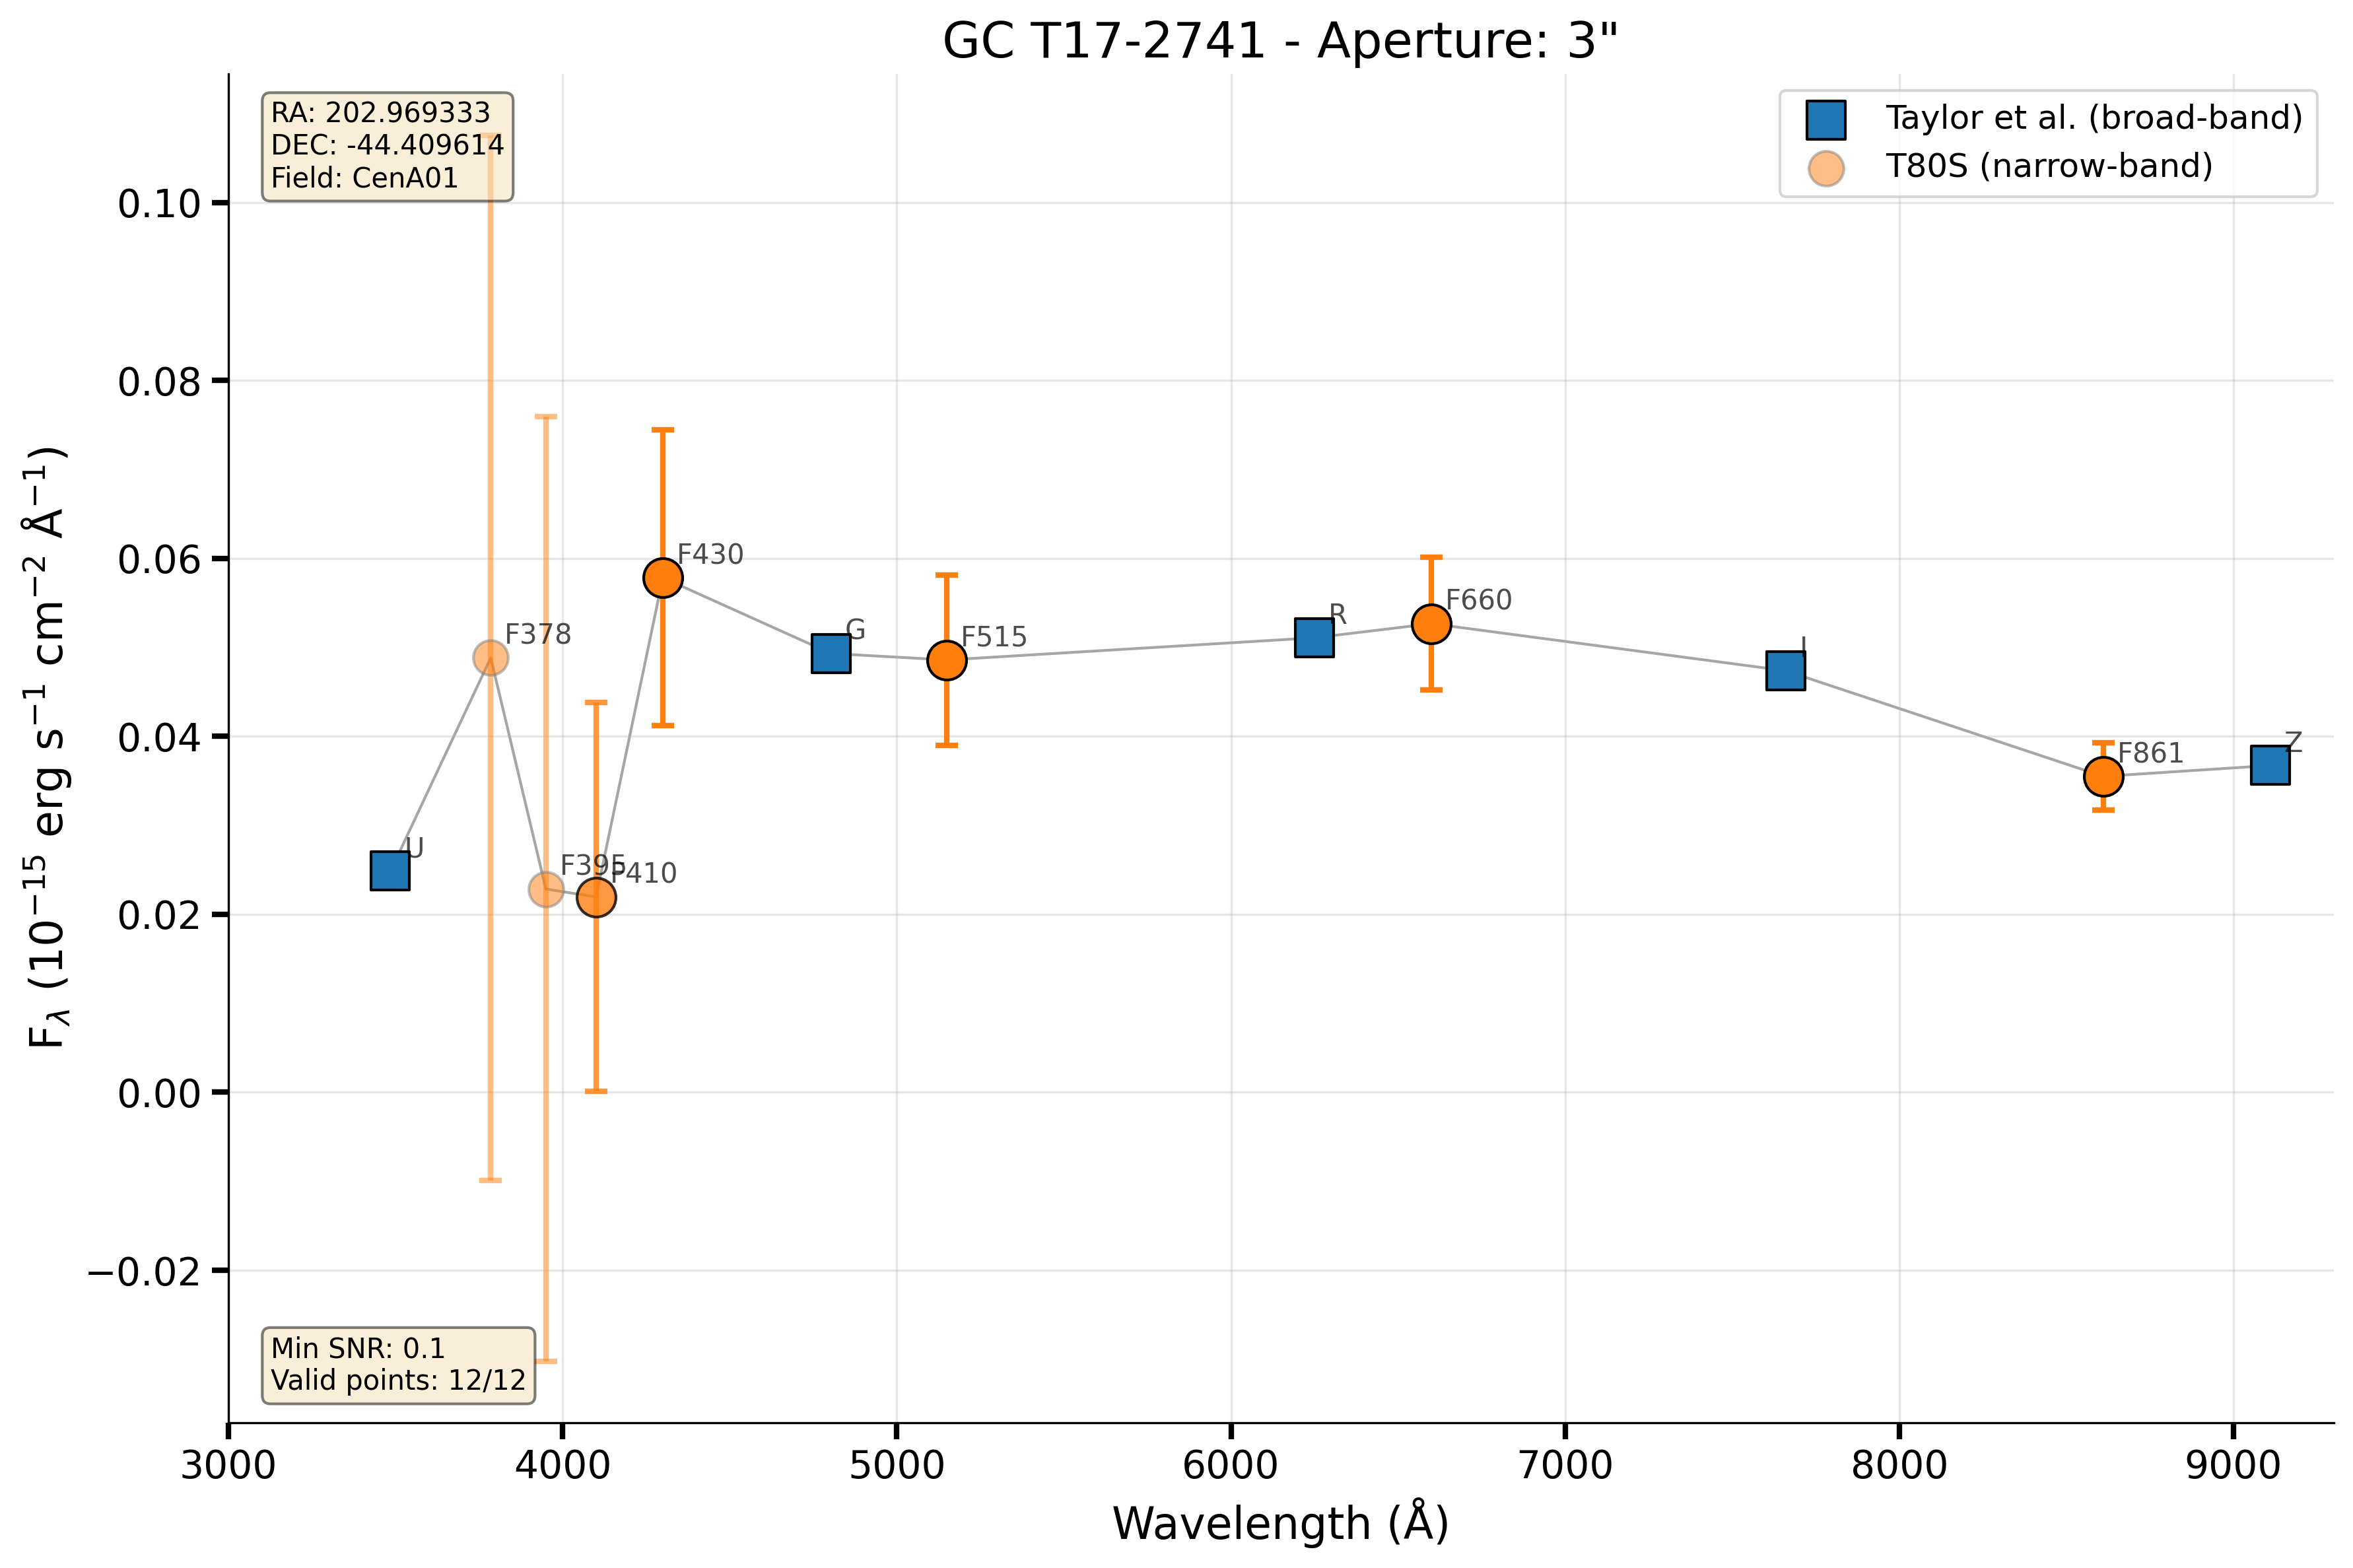 GC T17-2741 - Aperture: 3"
RA: 202.969333
DEC: -44.409614
Field: CenA01
Taylor et al. (broad-band)
T80S (narrow-band)
F_λ (10⁻¹⁵ erg s⁻¹ cm⁻² Å⁻¹)
0.10
0.08
0.06
0.04
0.02
0.00
−0.02
U
F378
F395
F410
F430
G
F515
R
F660
I
F861
Z
Min SNR: 0.1
Valid points: 12/12
3000 4000 5000 6000 7000 8000 9000
Wavelength (Å)